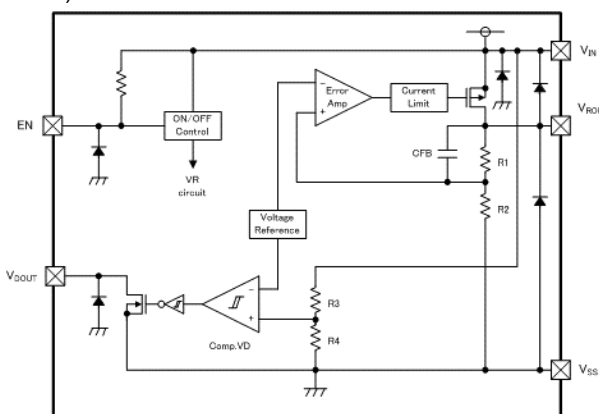 VIN
Error
Amp
Current
Limit
EN
ON/OFF
Control
CFB
R1
VR
circuit
R2
Voltage
Reference
VDOUT
R3
R4
Comp.VD
VSS